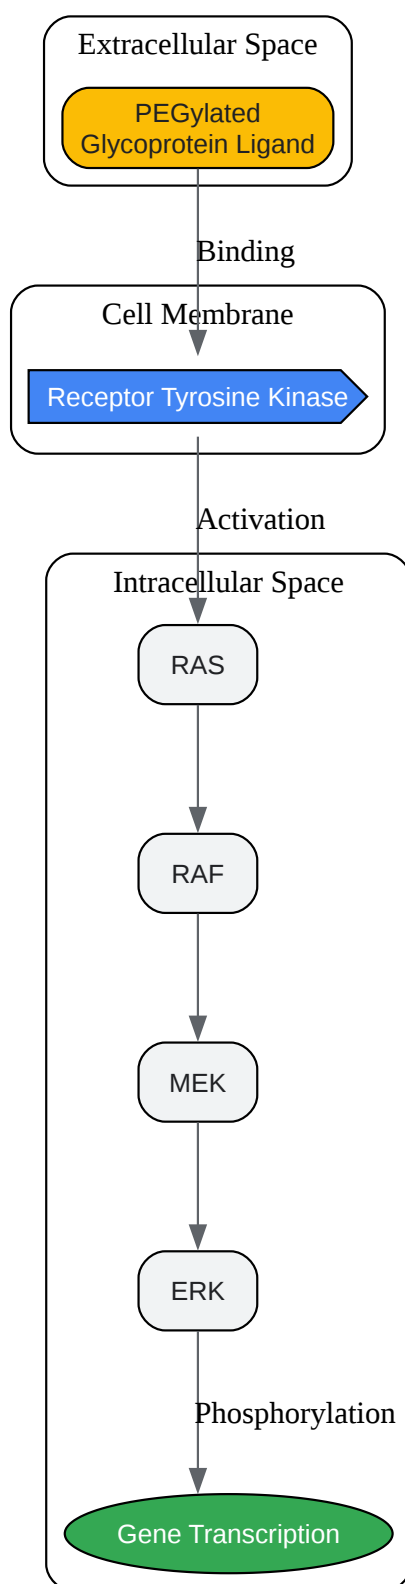 Extracellular Space
PEGylated
Glycoprotein Ligand
Binding
Cell Membrane
Receptor Tyrosine Kinase
Activation
Intracellular Space
RAS
RAF
MEK
ERK
Phosphorylation
Gene Transcription